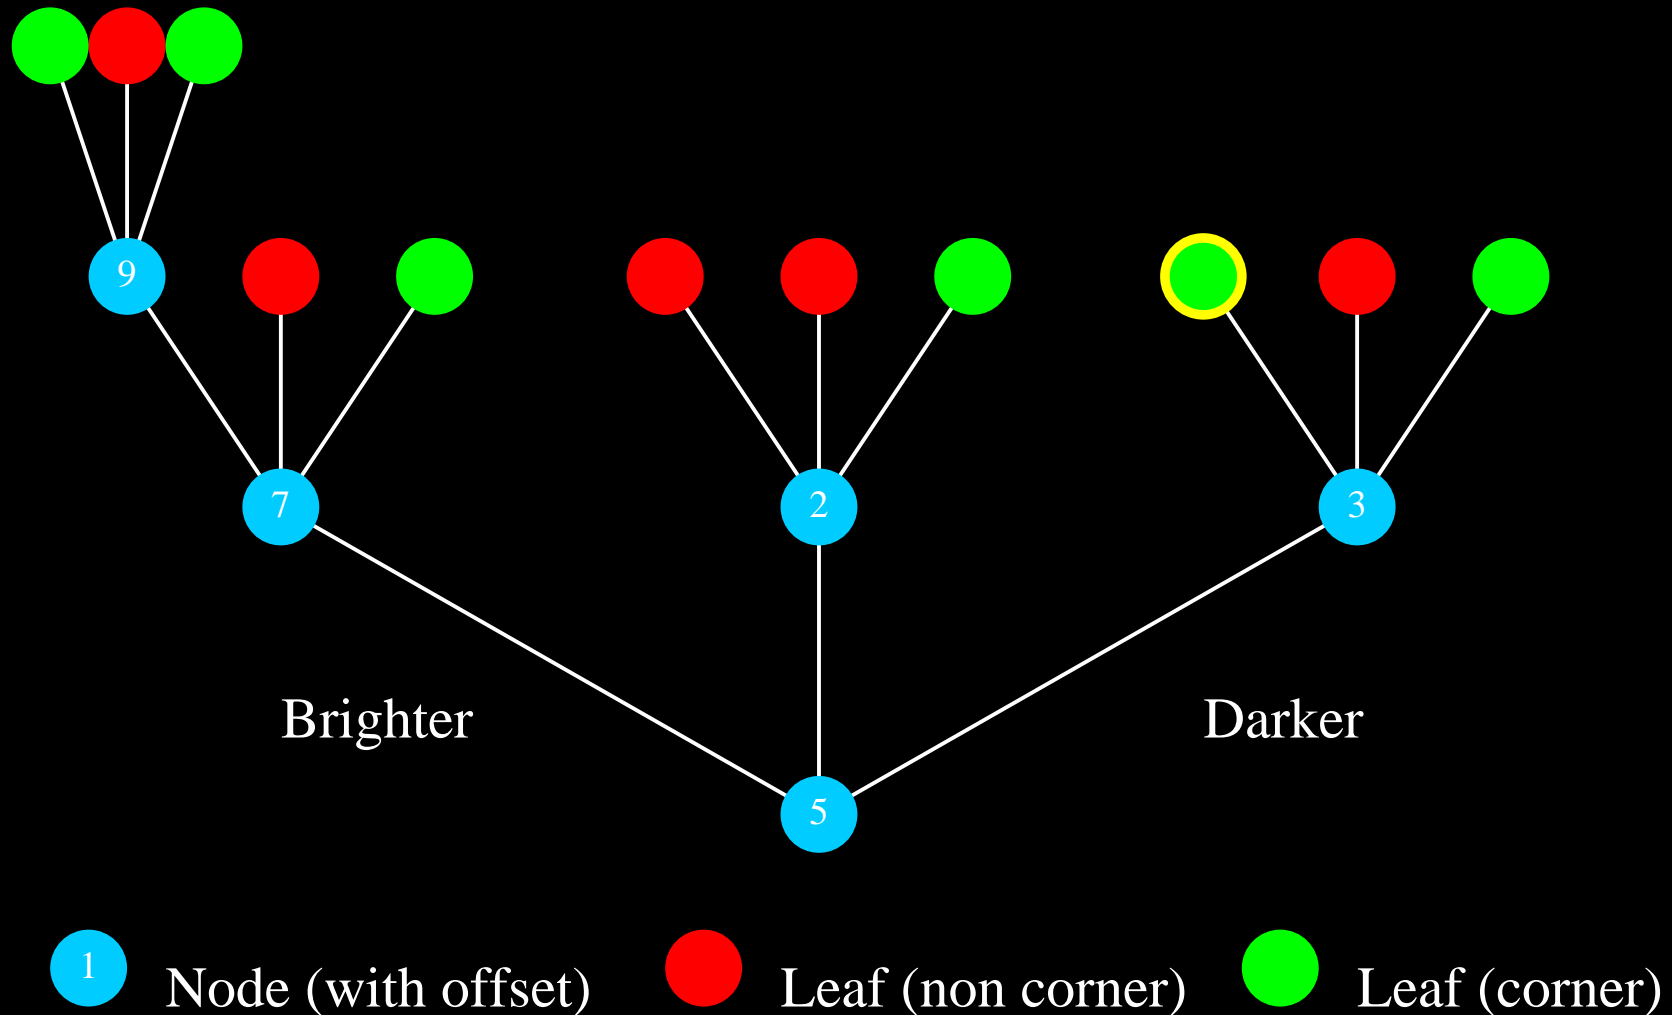 9
7
2
3
Brighter
Darker
5
1
Node (with offset)
Leaf (non corner)
Leaf (corner)